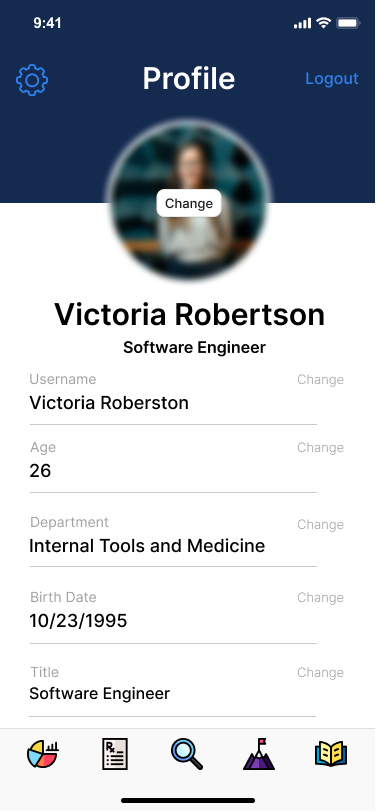 9:41
Profile
Logout
Change
Victoria Robertson
Software Engineer
Username
Change
Victoria Roberston
Age
Change
26
Department
Change
Internal Tools and Medicine
Birth Date
Change
10/23/1995
Title
Change
Software Engineer
Rx